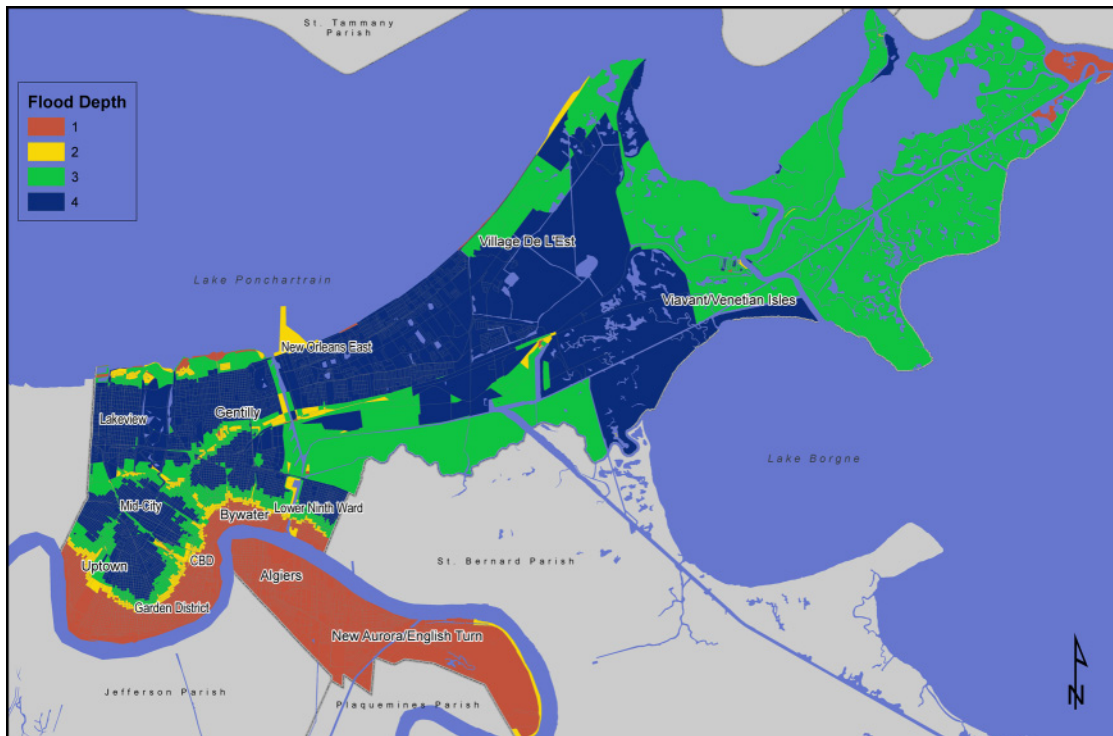 St. Tammany
Parish
Flood Depth
1
2
3
4
Village De L'Est
Lake Ponchartrain
Viavant/Venetian Isles
New Orleans East
Lakeview
Gentilly
Lake Borgne
Mid-City
Bywater
Lower Ninth Ward
Uptown
CBD
St. Bernard Parish
Algiers
Garden District
New Aurora/English Turn
Jefferson Parish
Plaquemines Parish
N